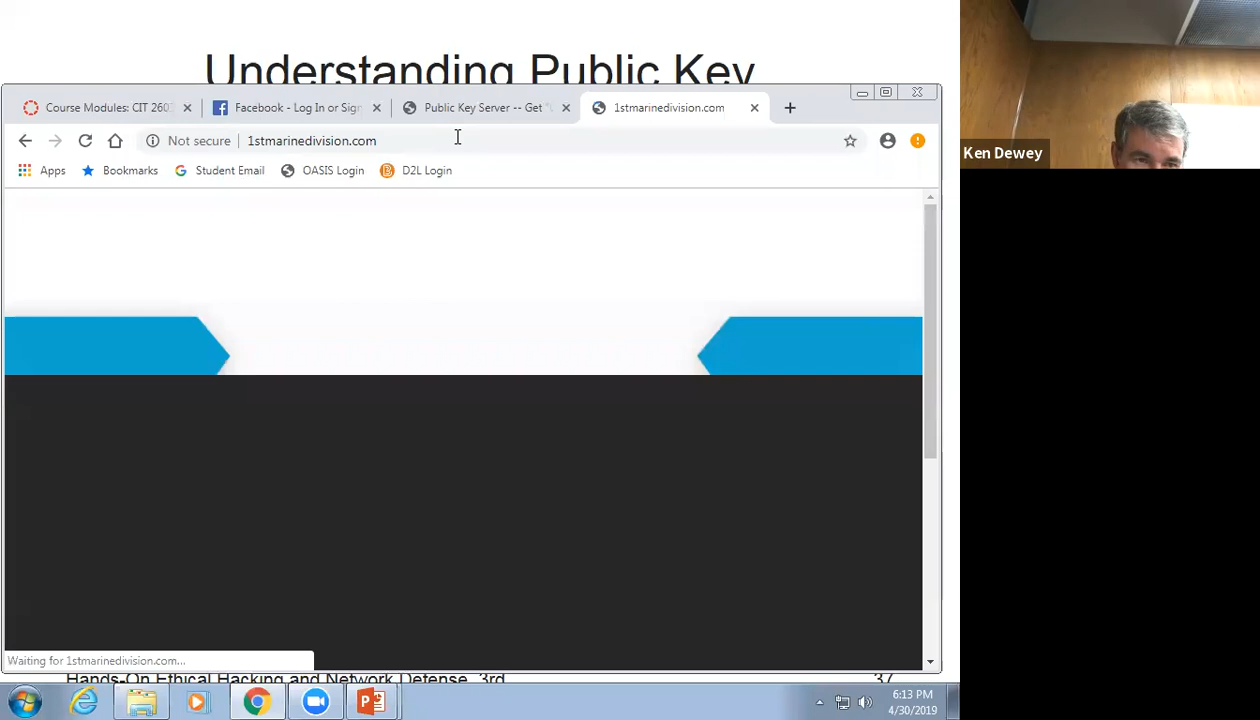 Understanding Public Key
Course Modules: CIT 260
Facebook - Log In or Sign
Public Key Server -- Get "
1stmarinedivision.com
Not secure
1stmarinedivision.com
Apps
Bookmarks
Student Email
OASIS Login
D2L Login
Ken Dewey
Waiting for 1stmarinedivision.com...
Hands-On Ethical Hacking and Network Defense, 3rd
37
6:13 PM
4/30/2019